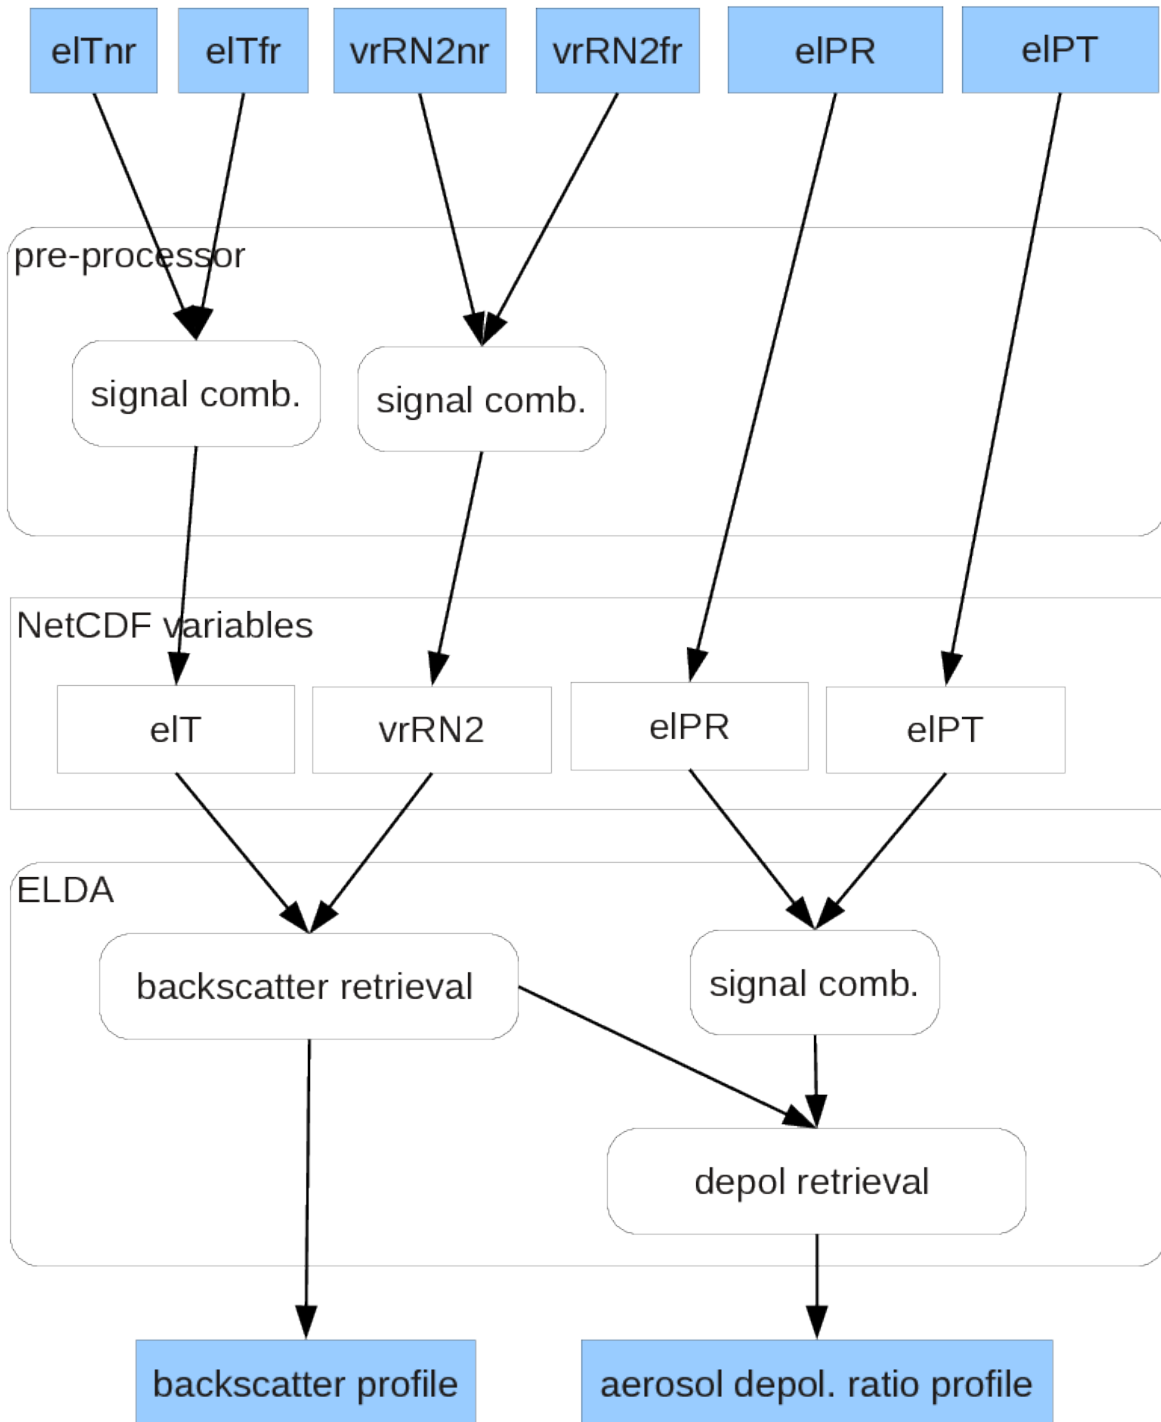 elTnr
elTfr
vrRN2nr
vrRN2fr
elPR
elPT
pre-processor
signal comb.
signal comb.
NetCDF variables
elT
vrRN2
elPR
elPT
ELDA
backscatter retrieval
signal comb.
depol retrieval
backscatter profile
aerosol depol. ratio profile